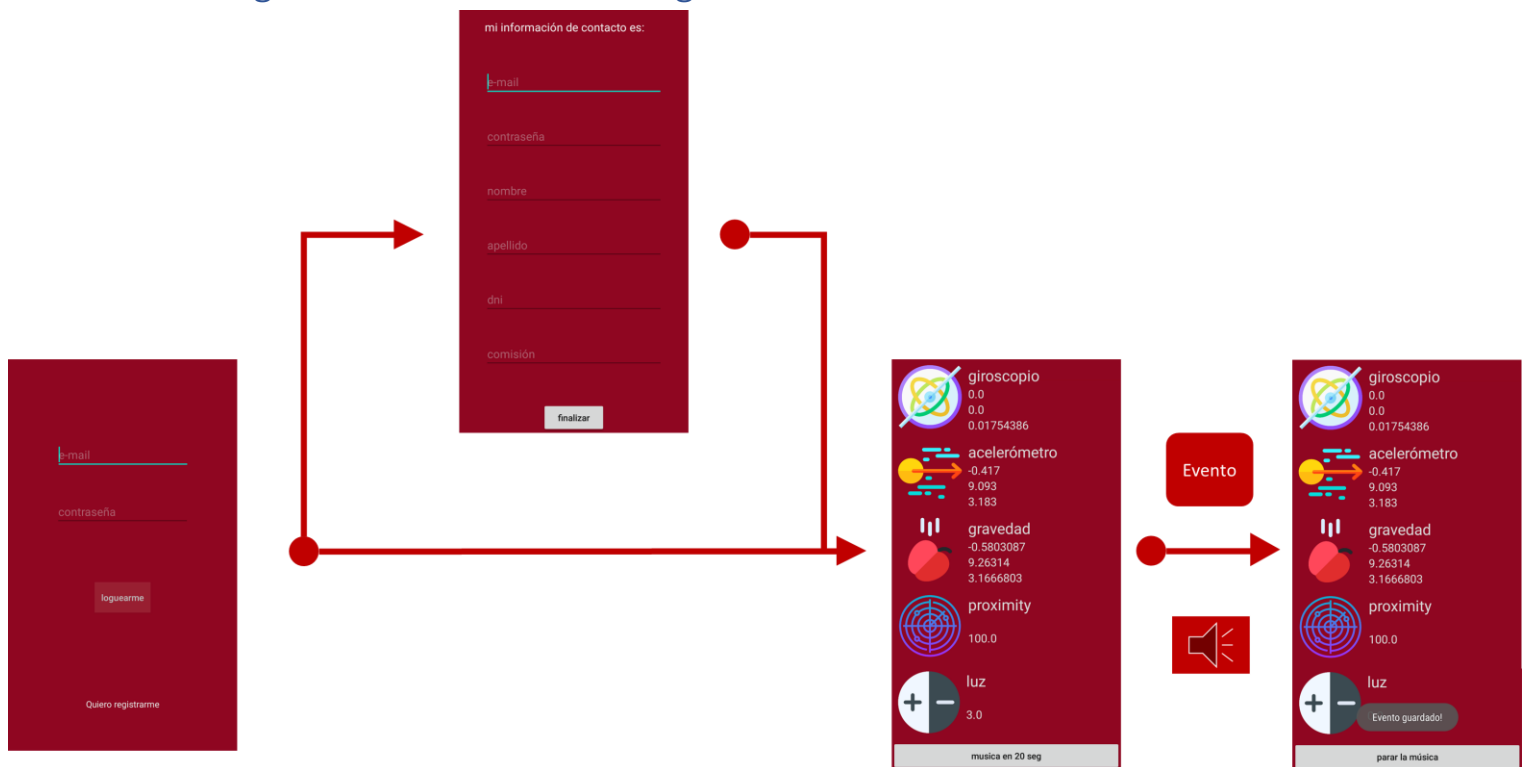 mi información de contacto es:
e-mail
contraseña
nombre
apellido
dni
comisión
finalizar
e-mail
contraseña
loguearme
Quiero registrarme
giroscopio
0.0
0.0
0.01754386
acelerómetro
-0.417
9.093
3.183
gravedad
-0.5803087
9.26314
3.1666803
proximity
100.0
luz
3.0
musica en 20 seg
Evento
giroscopio
0.0
0.0
0.01754386
acelerómetro
-0.417
9.093
3.183
gravedad
-0.5803087
9.26314
3.1666803
proximity
100.0
luz
Evento guardado!
parar la música